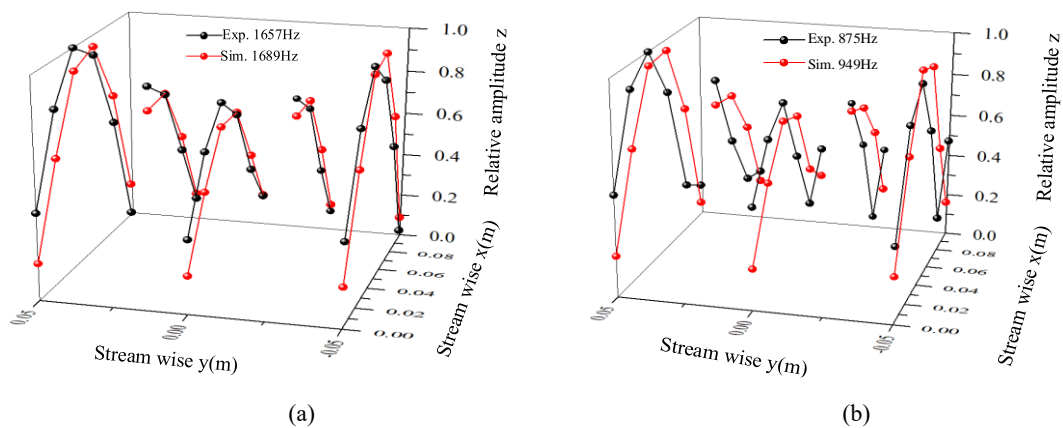 Exp. 1657Hz
Sim. 1689Hz
1.0
0.8
0.6
0.4
0.2
0.0
Relative amplitude z
0.08
0.06
0.04
0.02
0.00
Stream wise x(m)
0.05
0.00
-0.05
Stream wise y(m)
(a)
Exp. 875Hz
Sim. 949Hz
1.0
0.8
0.6
0.4
0.2
0.0
Relative amplitude z
0.08
0.06
0.04
0.02
0.00
Stream wise x(m)
0.05
0.00
-0.05
Stream wise y(m)
(b)